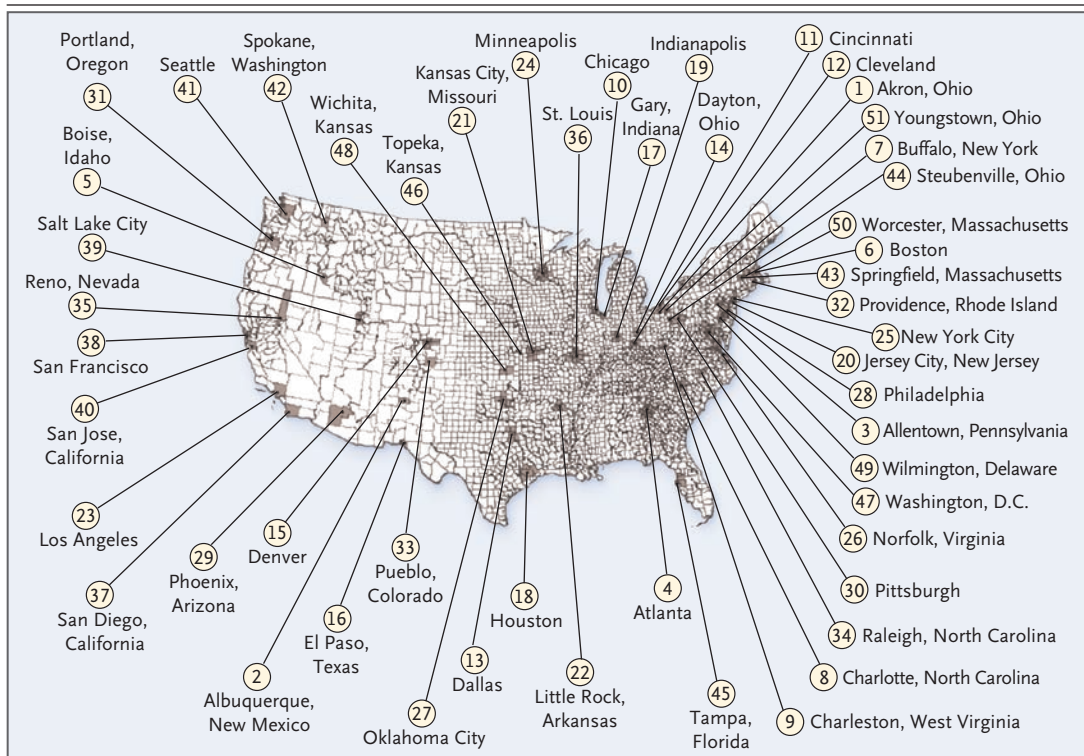 Portland,
Oregon
31
Seattle
41
Spokane,
Washington
42
Minneapolis
24
Indianapolis
19
11 Cincinnati
12 Cleveland
1 Akron, Ohio
51 Youngstown, Ohio
7 Buffalo, New York
44 Steubenville, Ohio
Kansas City,
Missouri
21
Chicago
10
Wichita,
Kansas
48
St. Louis
36
Gary,
Indiana
17
Dayton,
Ohio
14
Boise,
Idaho
5
Topeka,
Kansas
46
50 Worcester, Massachusetts
6 Boston
43 Springfield, Massachusetts
32 Providence, Rhode Island
25 New York City
20 Jersey City, New Jersey
28 Philadelphia
3 Allentown, Pennsylvania
49 Wilmington, Delaware
47 Washington, D.C.
26 Norfolk, Virginia
30 Pittsburgh
34 Raleigh, North Carolina
8 Charlotte, North Carolina
9 Charleston, West Virginia
Salt Lake City
39
Reno, Nevada
35
38
San Francisco
40
San Jose,
California
23
Los Angeles
37
San Diego,
California
29
Phoenix,
Arizona
15
Denver
2
Albuquerque,
New Mexico
16
El Paso,
Texas
33
Pueblo,
Colorado
27
Oklahoma City
13
Dallas
18
Houston
22
Little Rock,
Arkansas
4
Atlanta
45
Tampa,
Florida